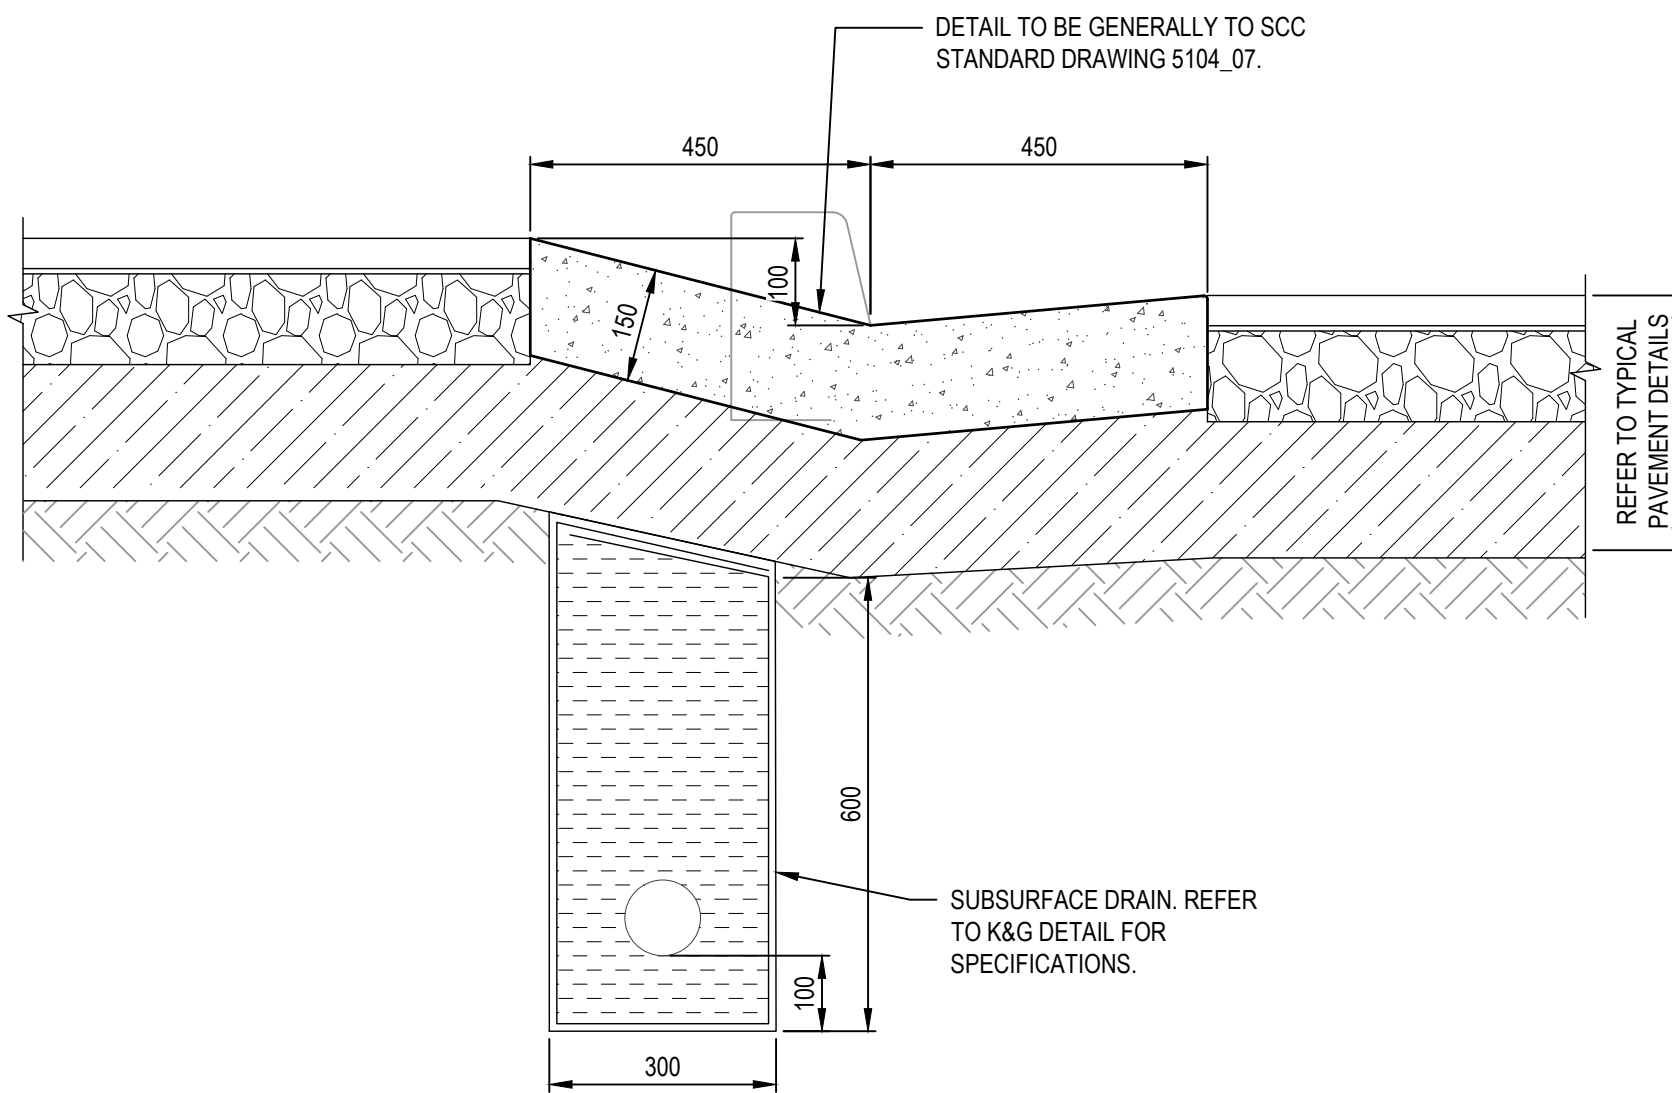 DETAIL TO BE GENERALLY TO SCC
STANDARD DRAWING 5104_07.
450
450
100
150
REFER TO TYPICAL
PAVEMENT DETAILS
600
SUBSURFACE DRAIN. REFER
TO K&G DETAIL FOR
SPECIFICATIONS.
100
300